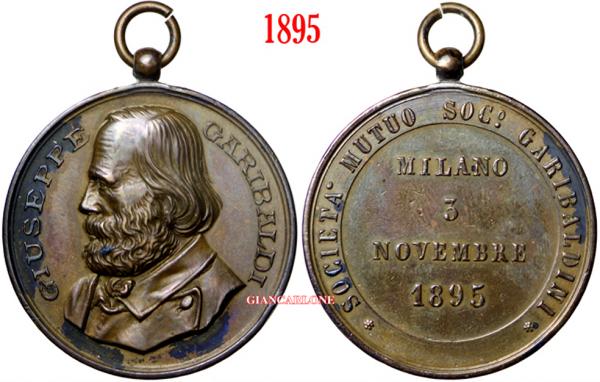 1895
GIUSEPPE GARIBALDI
GIANCARLONE
* SOCIETA' MUTUO SOC.º GARIBALDINI *
MILANO
3
NOVEMBRE
1895